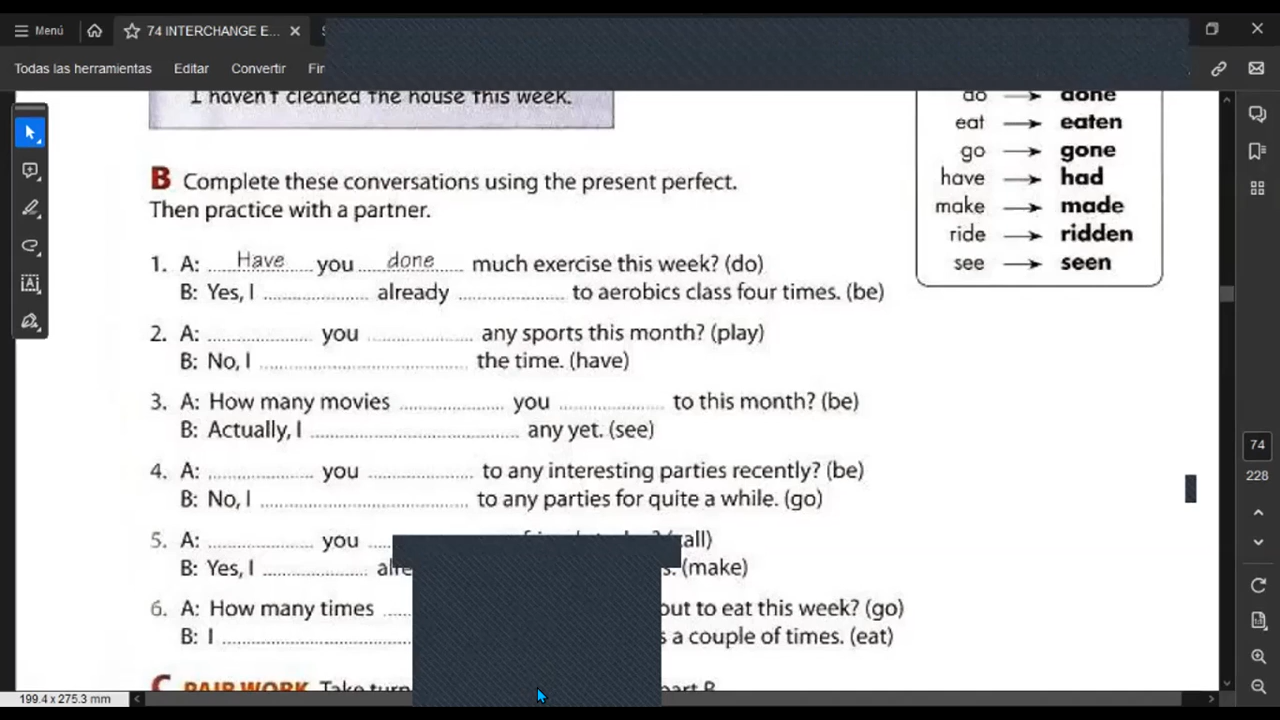 Menú 74 INTERCHANGE E...
Todas las herramientas Editar Convertir
I haven't cleaned the house this week.
do → done
eat → eaten
go → gone
have → had
make → made
ride → ridden
see → seen
B Complete these conversations using the present perfect.
Then practice with a partner.
1. A: Have you done much exercise this week? (do)
B: Yes, I ............ already ............ to aerobics class four times. (be)
2. A: ............ you ............ any sports this month? (play)
B: No, I ............ the time. (have)
3. A: How many movies ............ you ............ to this month? (be)
B: Actually, I ............ any yet. (see)
4. A: ............ you ............ to any interesting parties recently? (be)
B: No, I ............ to any parties for quite a while. (go)
5. A: ............ you
B: Yes, I ............ (make)
6. A: How many times ...... out to eat this week? (go)
B: I ............ a couple of times. (eat)
C PAIR WORK Take part B
74
228
199.4 x 275.3 mm